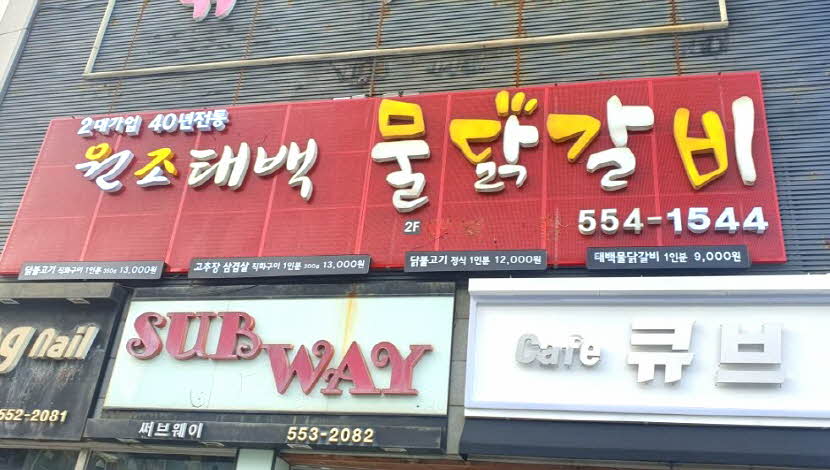 2대가업 40년전통
원조태백 물닭갈비
2F
554-1544
닭불고기 직화구이 1인분 350g 13,000원
고추장 삼겹살 직화구이 1인분 300g 13,000원
닭불고기 정식 1인분 12,000원
태백물닭갈비 1인분 9,000원
g nail
552-2081
SUBWAY
써브웨이 553-2082
Cafe 큐브